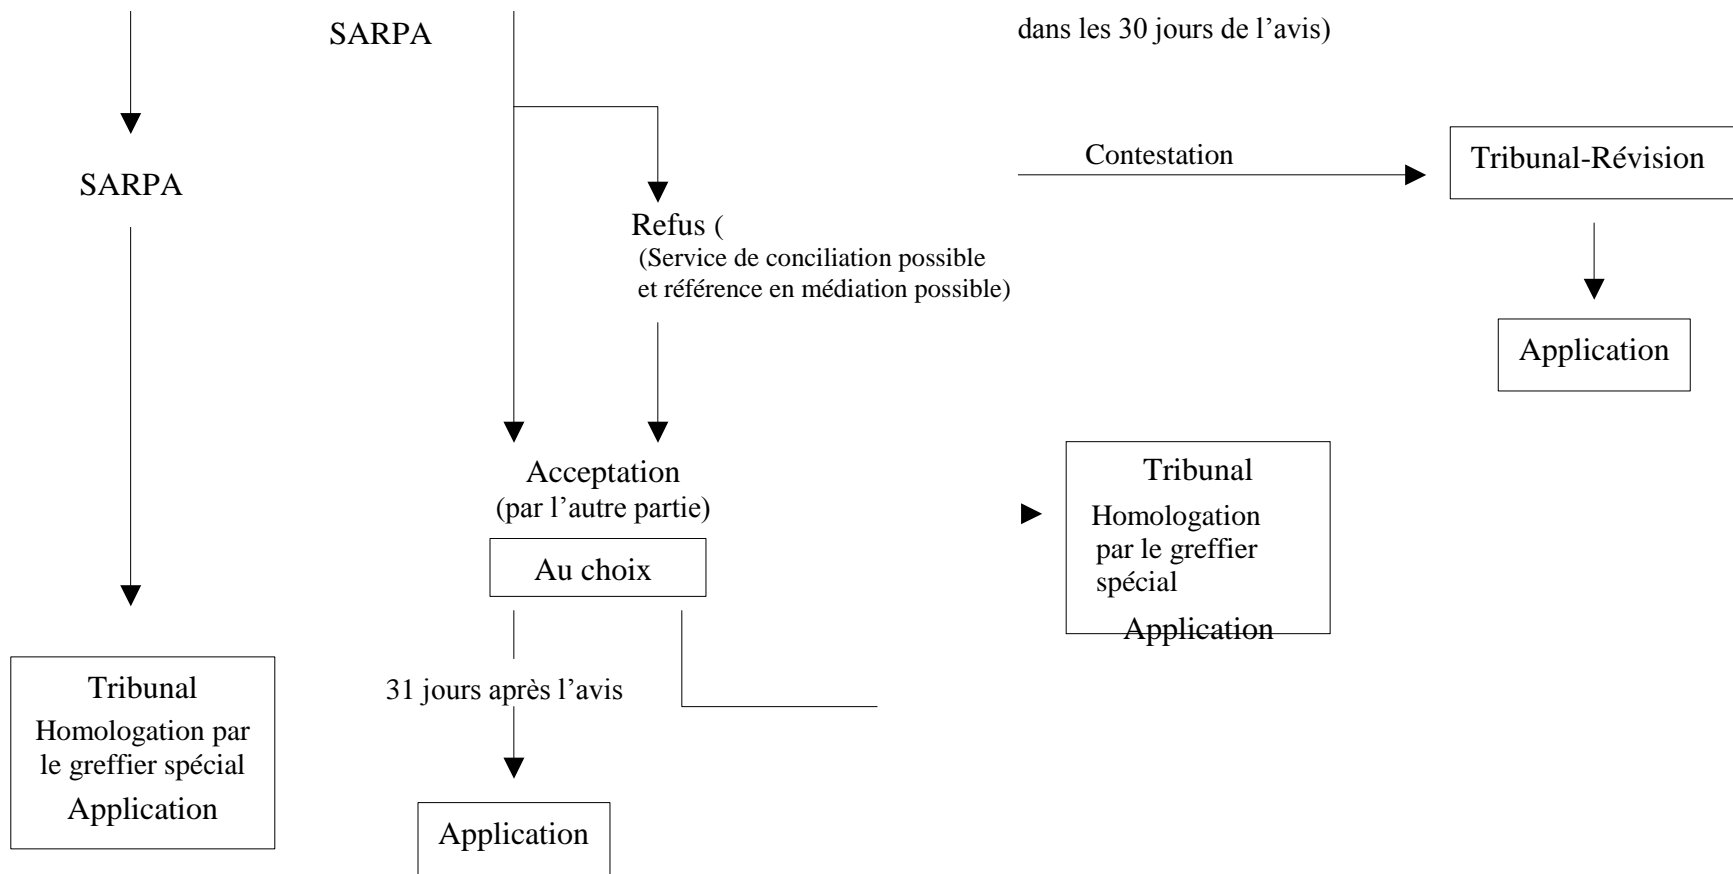 SARPA
dans les 30 jours de l’avis)
Contestation
Tribunal-Révision
SARPA
Refus (
(Service de conciliation possible
et référence en médiation possible)
Application
Acceptation
(par l’autre partie)
Au choix
Tribunal
Homologation
par le greffier
spécial
Application
31 jours après l’avis
Tribunal
Homologation par
le greffier spécial
Application
Application